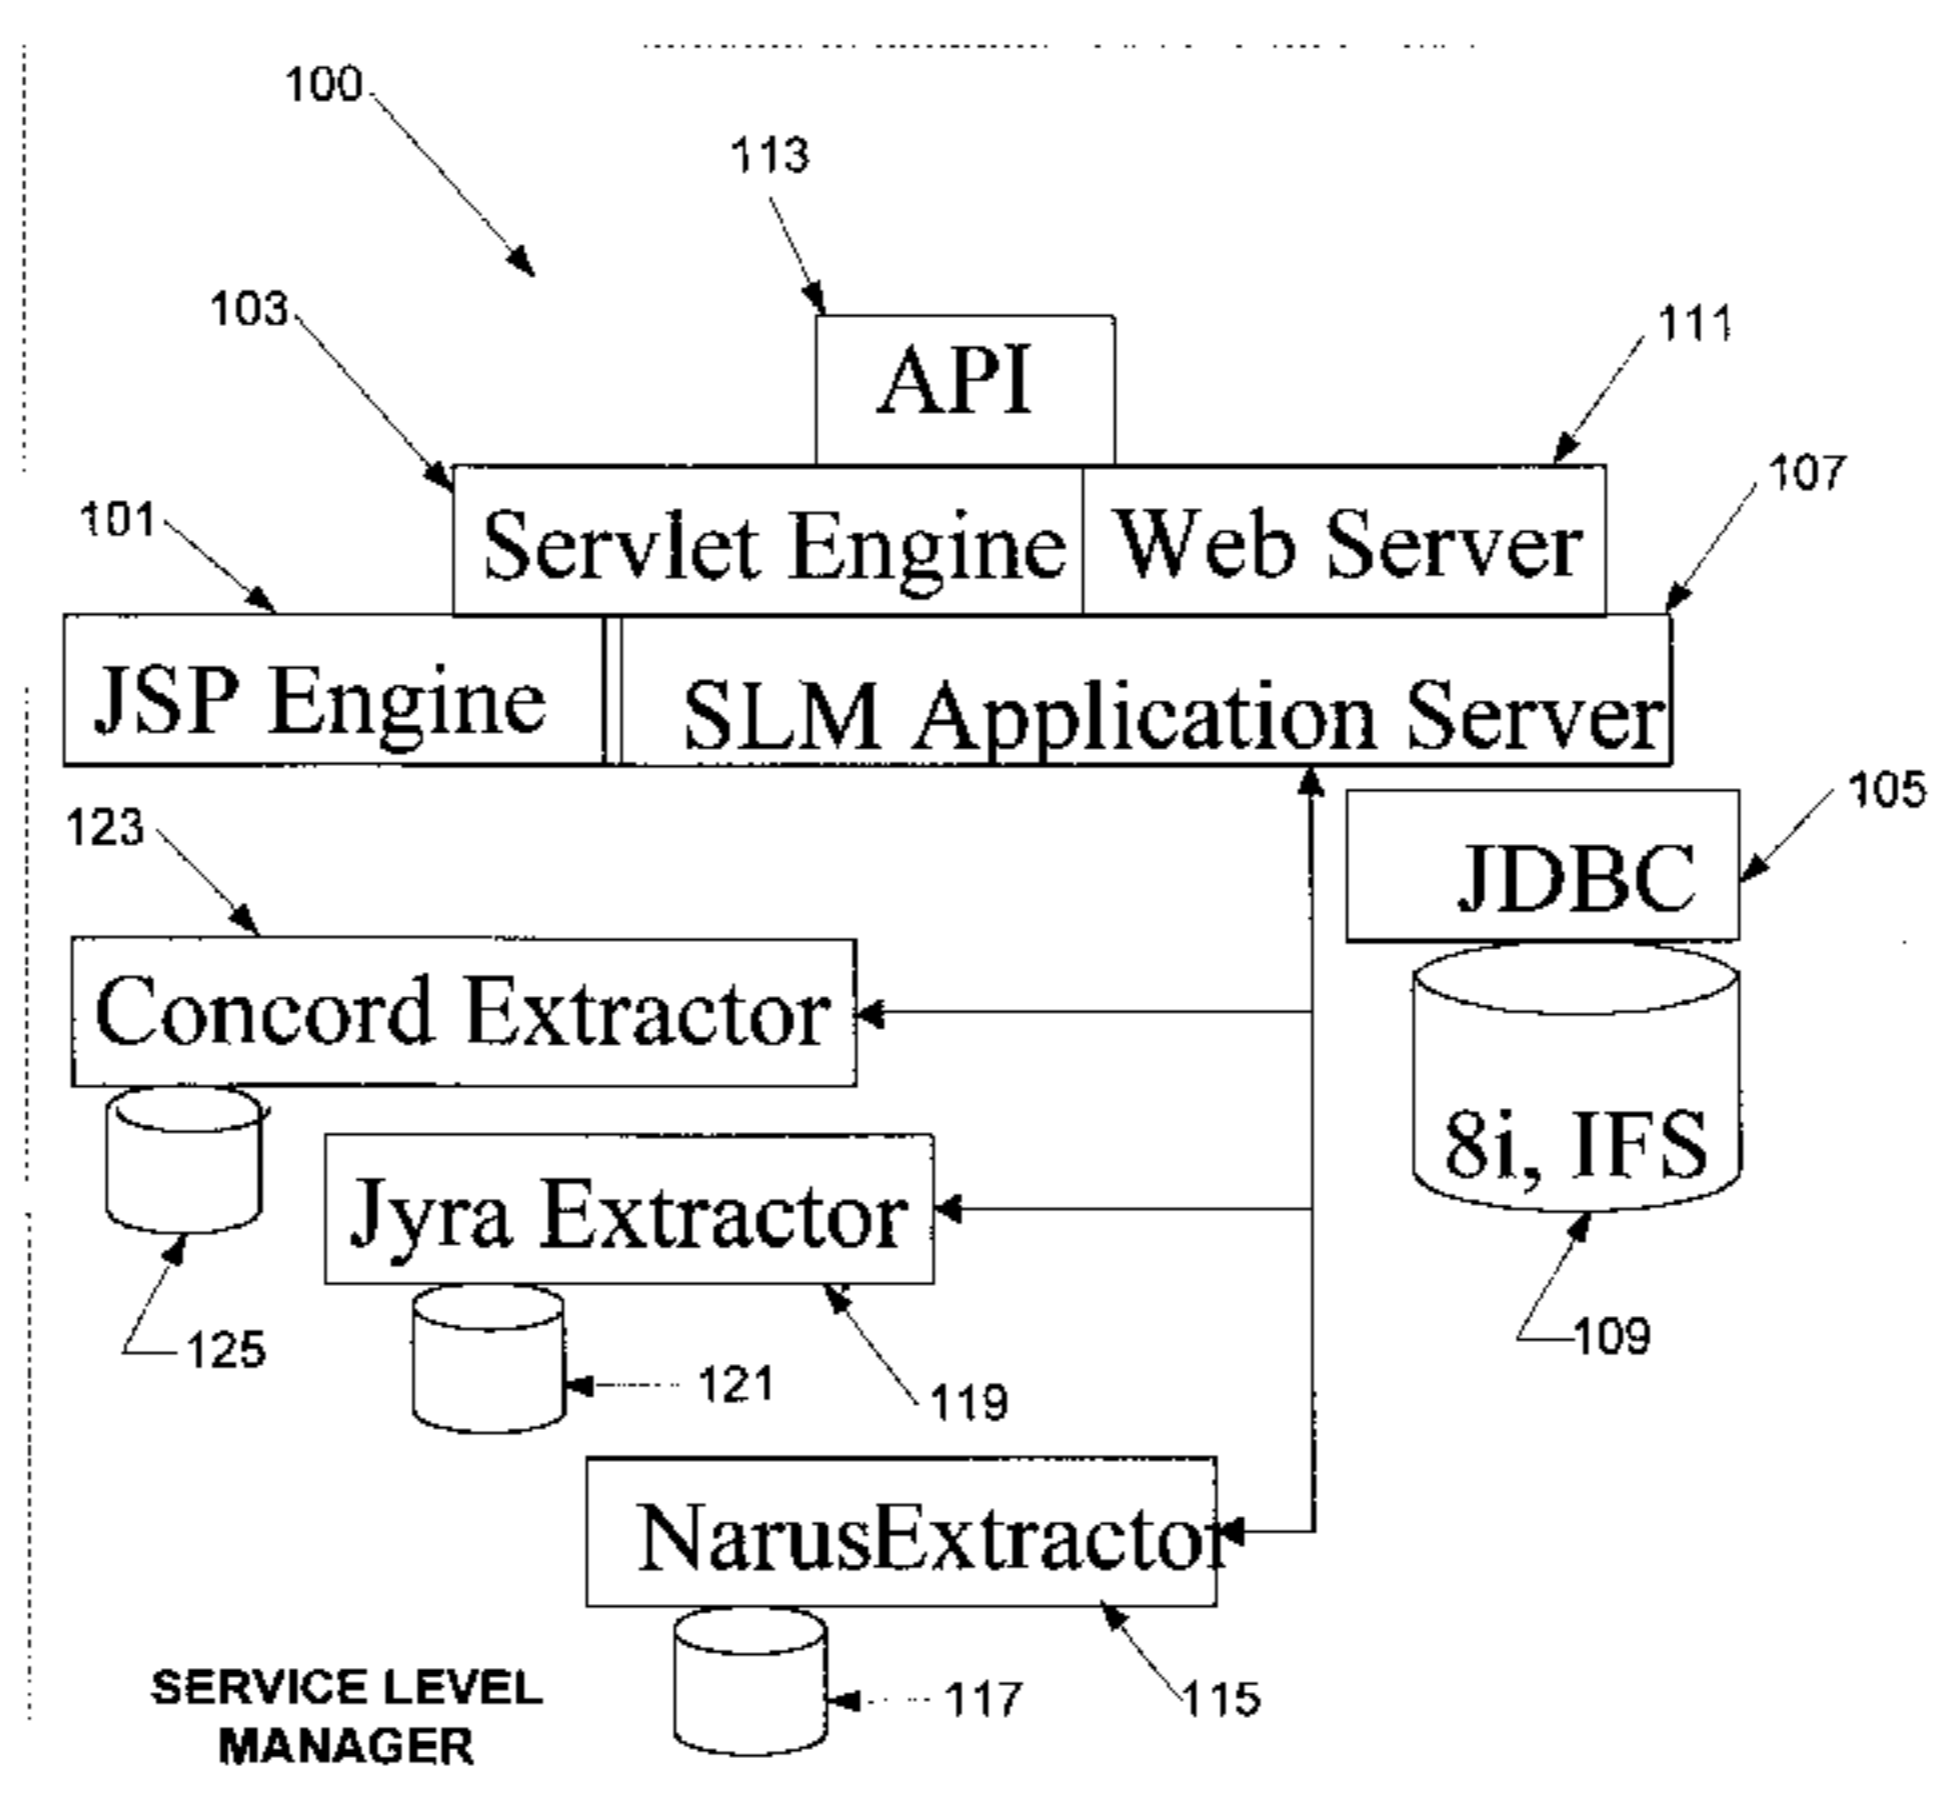 100
113
103
111
API
107
101
Servlet Engine
Web Server
JSP Engine
SLM Application Server
105
123
JDBC
Concord Extractor
8i, IFS
Jyra Extractor
125
109
121
119
NarusExtractor
117
115
SERVICE LEVEL
MANAGER